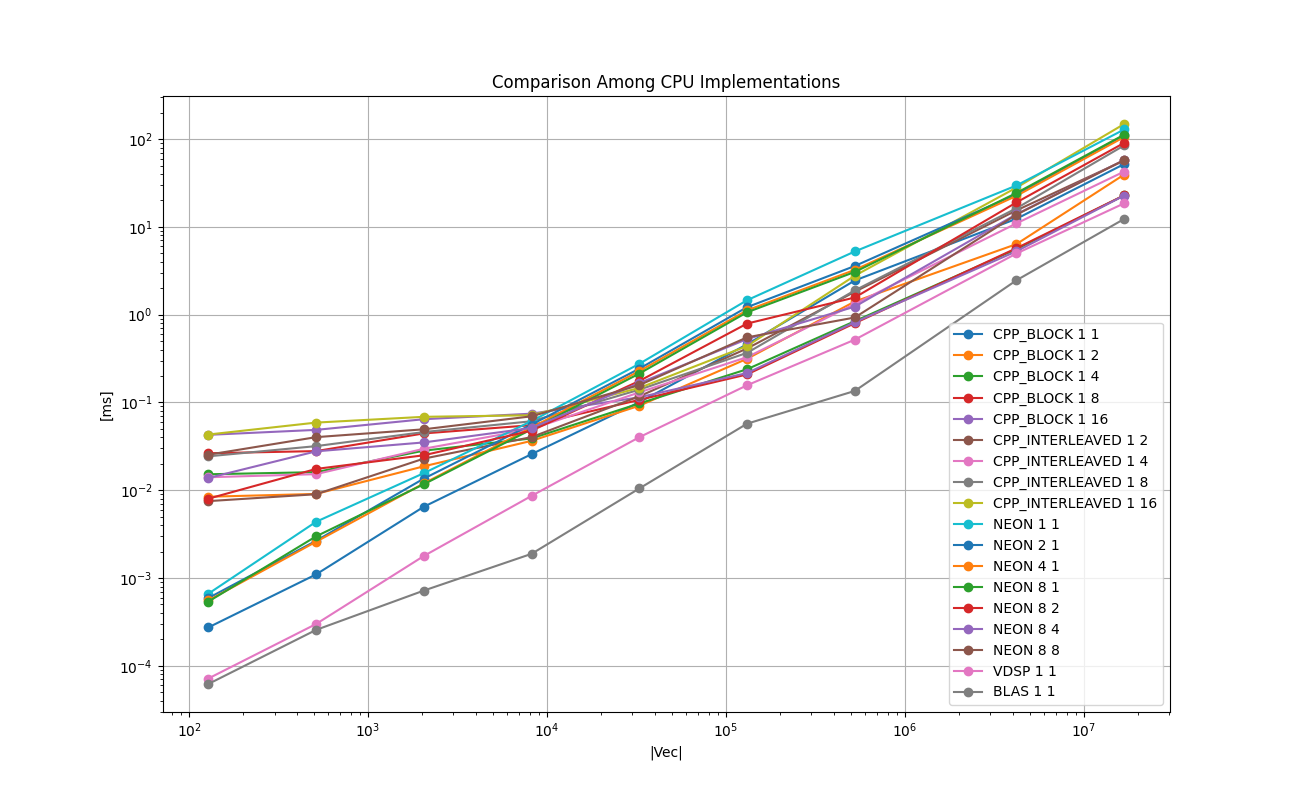 Comparison Among CPU Implementations
[ms]
10²
10¹
10⁰
10⁻¹
10⁻²
10⁻³
10⁻⁴
CPP_BLOCK 1 1
CPP_BLOCK 1 2
CPP_BLOCK 1 4
CPP_BLOCK 1 8
CPP_BLOCK 1 16
CPP_INTERLEAVED 1 2
CPP_INTERLEAVED 1 4
CPP_INTERLEAVED 1 8
CPP_INTERLEAVED 1 16
NEON 1 1
NEON 2 1
NEON 4 1
NEON 8 1
NEON 8 2
NEON 8 4
NEON 8 8
VDSP 1 1
BLAS 1 1
10² 10³ 10⁴ 10⁵ 10⁶ 10⁷
|Vec|